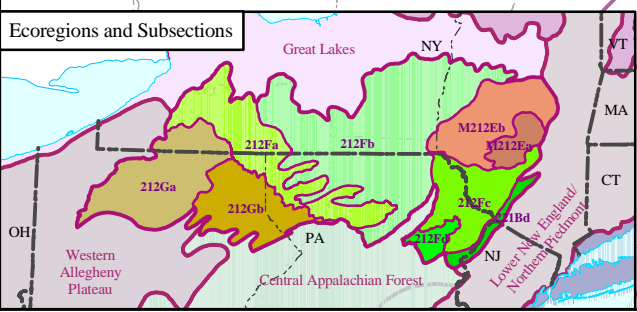 Ecoregions and Subsections
Great Lakes
NY
VT
MA
M212Eb
M212Ea
212Fa
212Fb
CT
212Ga
212Gb
212Fc
221Bd
212Fd
OH
PA
NJ
Western
Allegheny
Plateau
Central Appalachian Forest
Lower New England/
Northern Piedmont